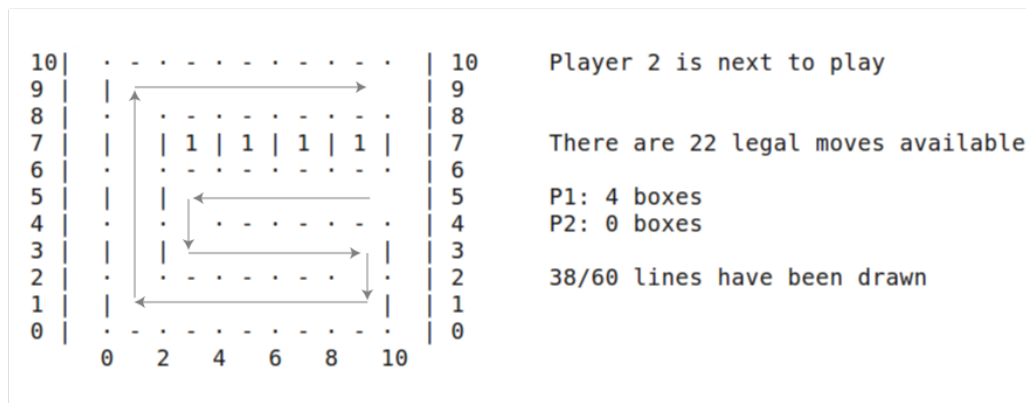 10|  · - · - · - · - · - ·  | 10     Player 2 is next to play
9 |  |                      | 9
8 |  ·   · - · - · - · - ·  | 8
7 |  |   | 1 | 1 | 1 | 1 |  | 7      There are 22 legal moves available
6 |  ·   · - · - · - · - ·  | 6
5 |  |   |                  | 5      P1: 4 boxes
4 |  ·   ·   · - · - · - ·  | 4      P2: 0 boxes
3 |  |   |               |  | 3
2 |  ·   · - · - · - ·   ·  | 2      38/60 lines have been drawn
1 |  |                   |  | 1
0 |  · - · - · - · - · - ·  | 0
0   2   4   6   8   10